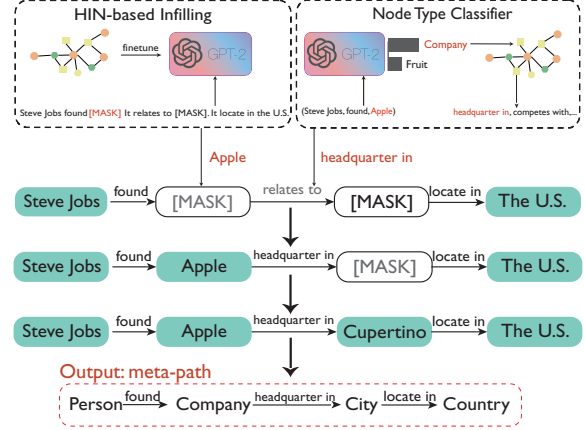 HIN-based Infilling
finetune
GPT-2
Steve Jobs found [MASK] It relates to [MASK]. It locate in the U.S.
Node Type Classifier
GPT-2
Company
Fruit
(Steve Jobs, found, Apple)
headquarter in, competes with,...
Apple
headquarter in
Steve Jobs found [MASK] relates to [MASK] locate in The U.S.
Steve Jobs found Apple headquarter in [MASK] locate in The U.S.
Steve Jobs found Apple headquarter in Cupertino locate in The U.S.
Output: meta-path
Person found Company headquarter in City locate in Country